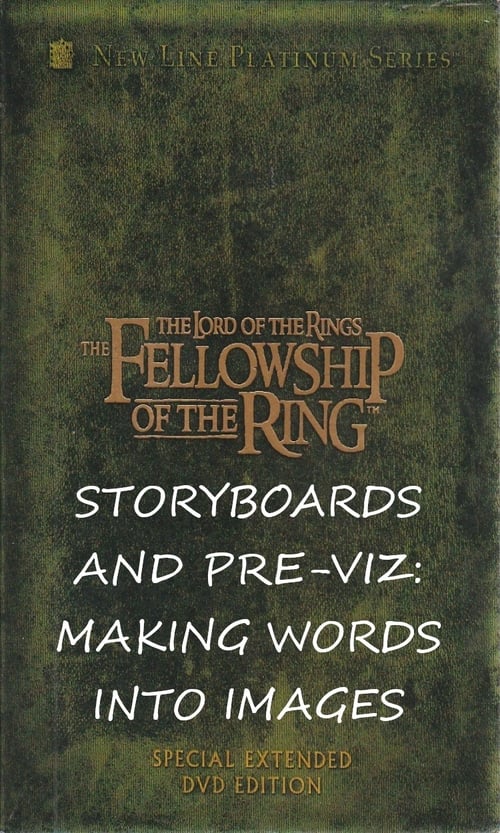 NEW LINE PLATINUM SERIES
THE LORD OF THE RINGS
THE FELLOWSHIP
OF THE RING™
STORYBOARDS
AND PRE-VIZ:
MAKING WORDS
INTO IMAGES
SPECIAL EXTENDED
DVD EDITION